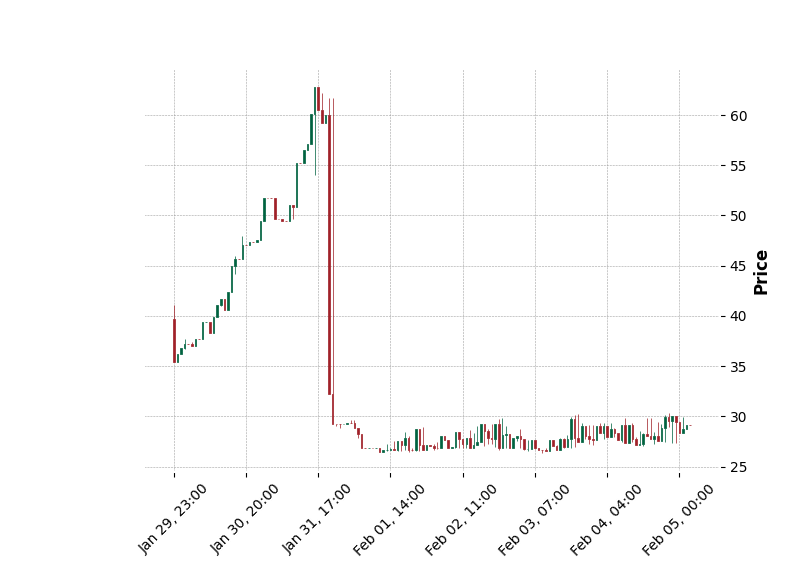 60
55
50
45
40
35
30
25
Price
Jan 29, 23:00
Jan 30, 20:00
Jan 31, 17:00
Feb 01, 14:00
Feb 02, 11:00
Feb 03, 07:00
Feb 04, 04:00
Feb 05, 00:00